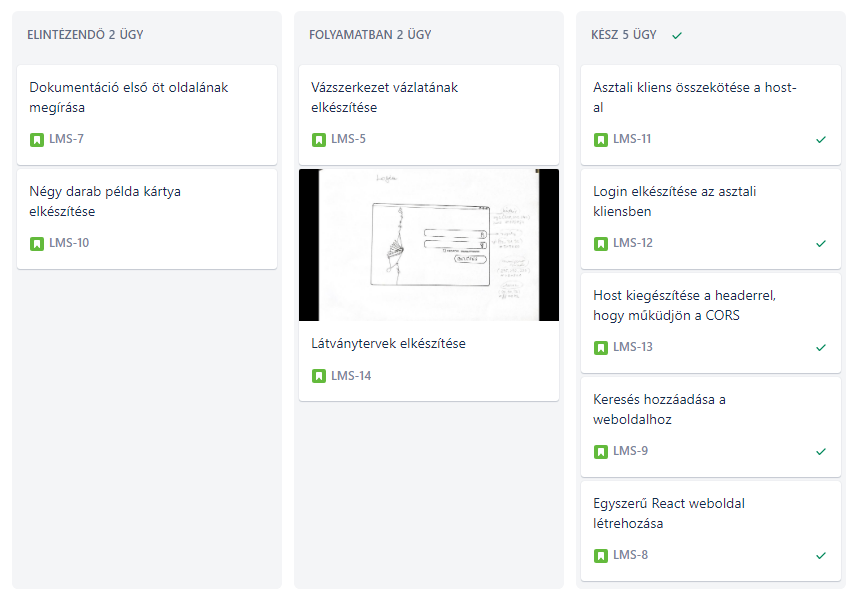 ELINTÉZENDŐ 2 ÜGY
Dokumentáció első öt oldalának
megírása
LMS-7
Négy darab példa kártya
elkészítése
LMS-10
FOLYAMATBAN 2 ÜGY
Vázszerkezet vázlatának
elkészítése
LMS-5
Látványtervek elkészítése
LMS-14
KÉSZ 5 ÜGY
Asztali kliens összekötése a host-
al
LMS-11
Login elkészítése az asztali
kliensben
LMS-12
Host kiegészítése a headerrel,
hogy működjön a CORS
LMS-13
Keresés hozzáadása a
weboldalhoz
LMS-9
Egyszerű React weboldal
létrehozása
LMS-8